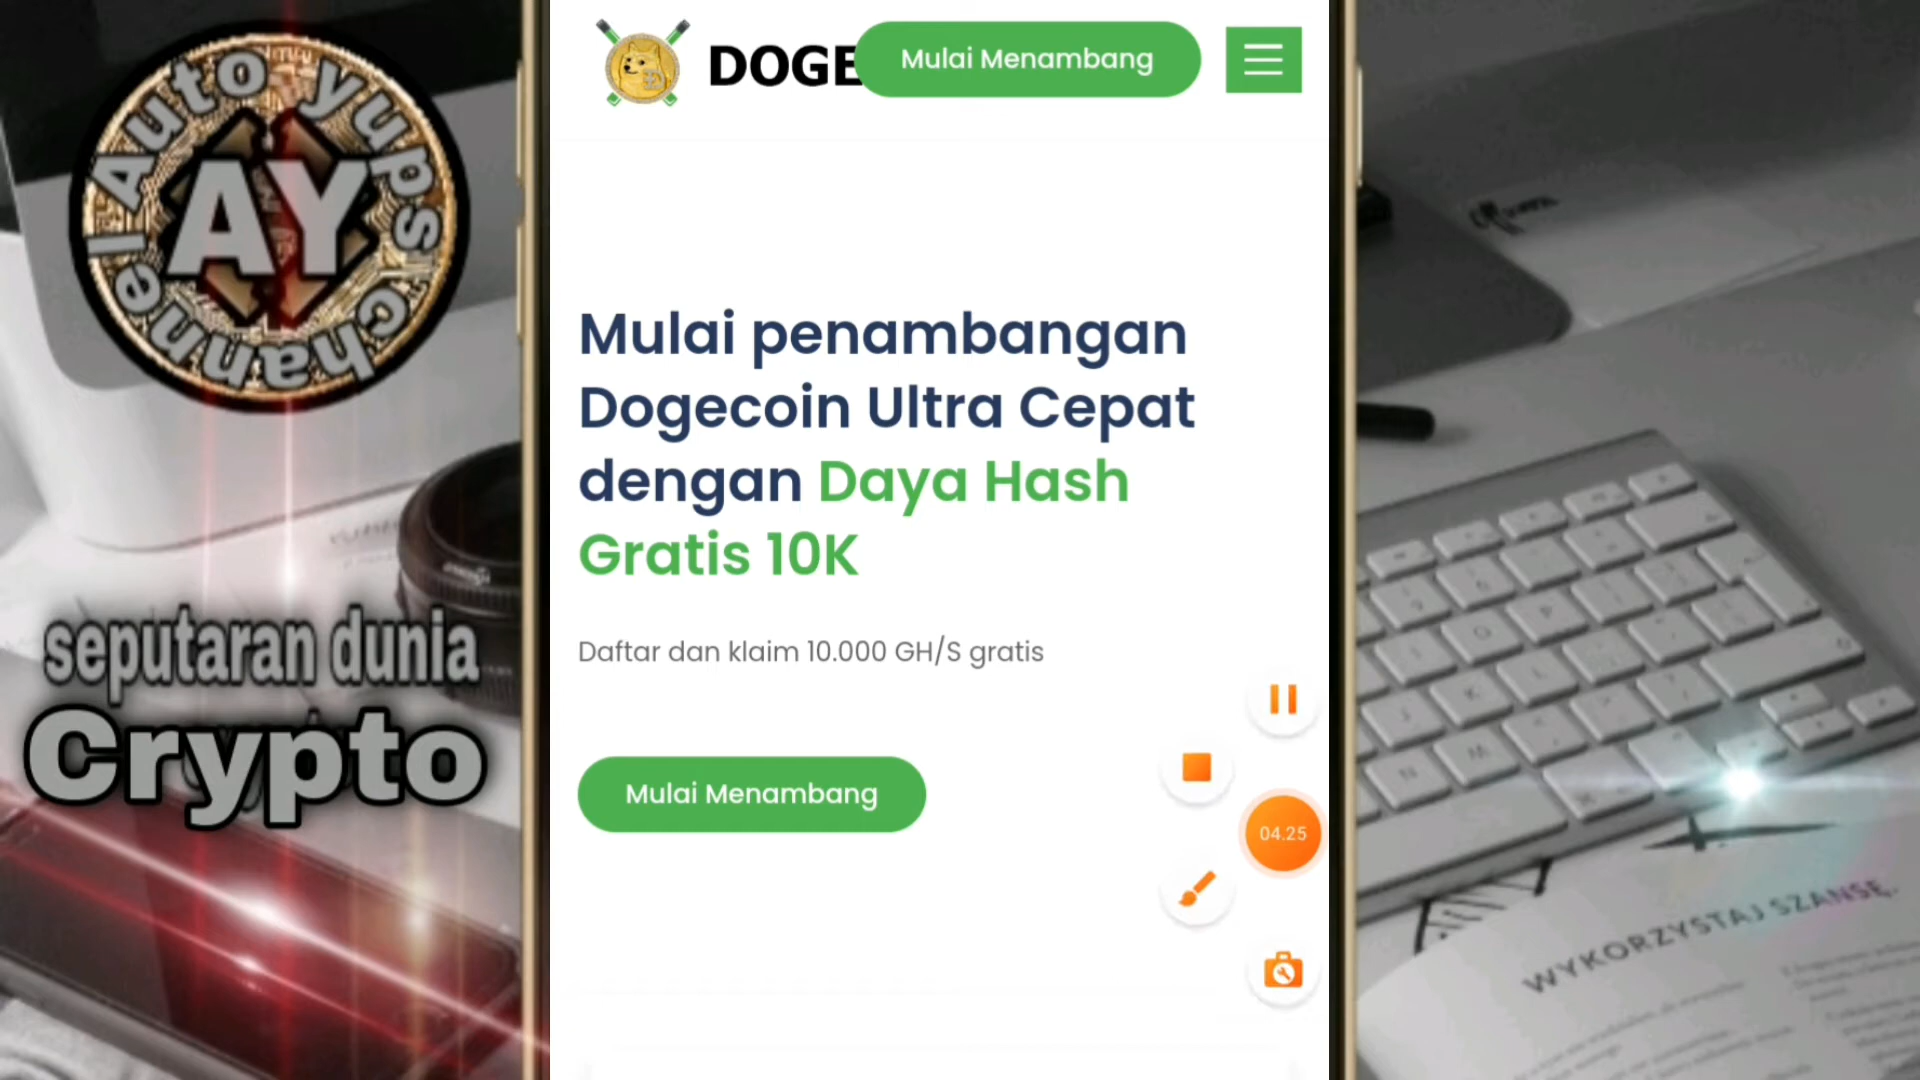 Auto yups channel
AY
seputaran dunia
Crypto
DOGE
Mulai Menambang
Mulai penambangan
Dogecoin Ultra Cepat
dengan Daya Hash
Gratis 10K
Daftar dan klaim 10.000 GH/S gratis
Mulai Menambang
04.25
WYKORZYSTAJ SZANSĘ.